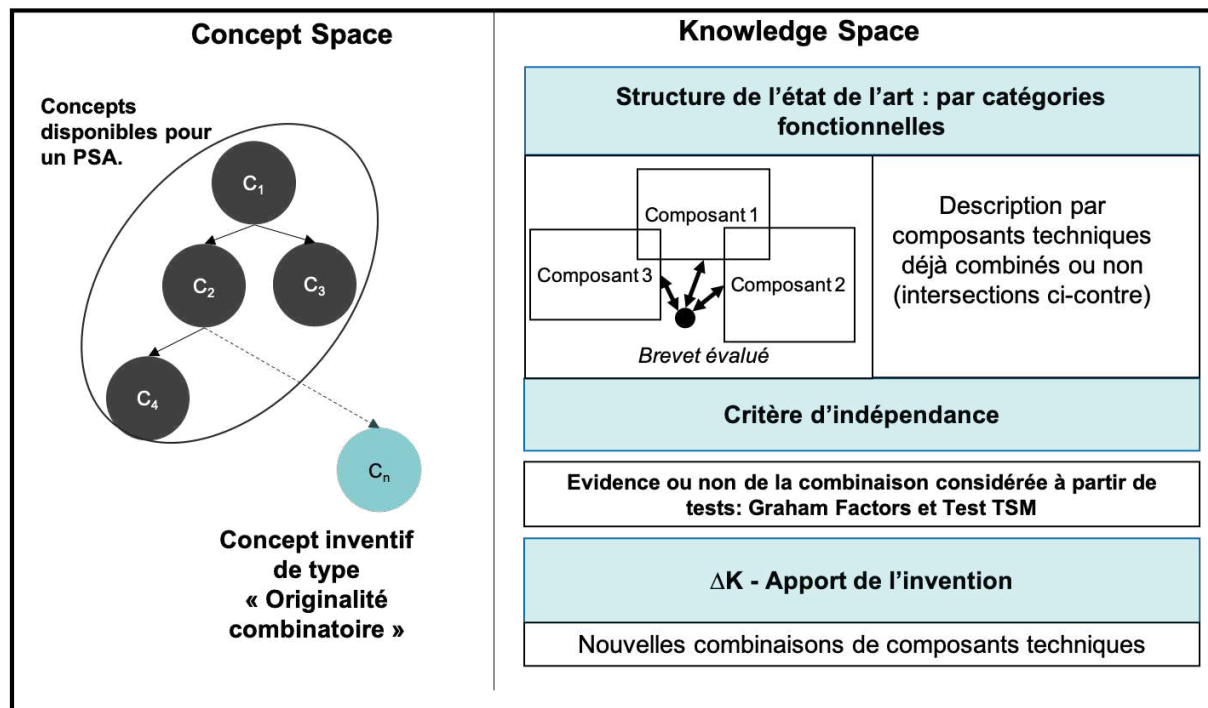 Concept Space
Concepts
disponibles pour
un PSA.
C1
C2
C3
C4
Cn
Concept inventif
de type
« Originalité
combinatoire »
Knowledge Space
Structure de l’état de l’art : par catégories
fonctionnelles
Composant 1
Composant 3
Composant 2
Brevet évalué
Description par
composants techniques
déjà combinés ou non
(intersections ci-contre)
Critère d’indépendance
Evidence ou non de la combinaison considérée à partir de
tests: Graham Factors et Test TSM
ΔK - Apport de l’invention
Nouvelles combinaisons de composants techniques